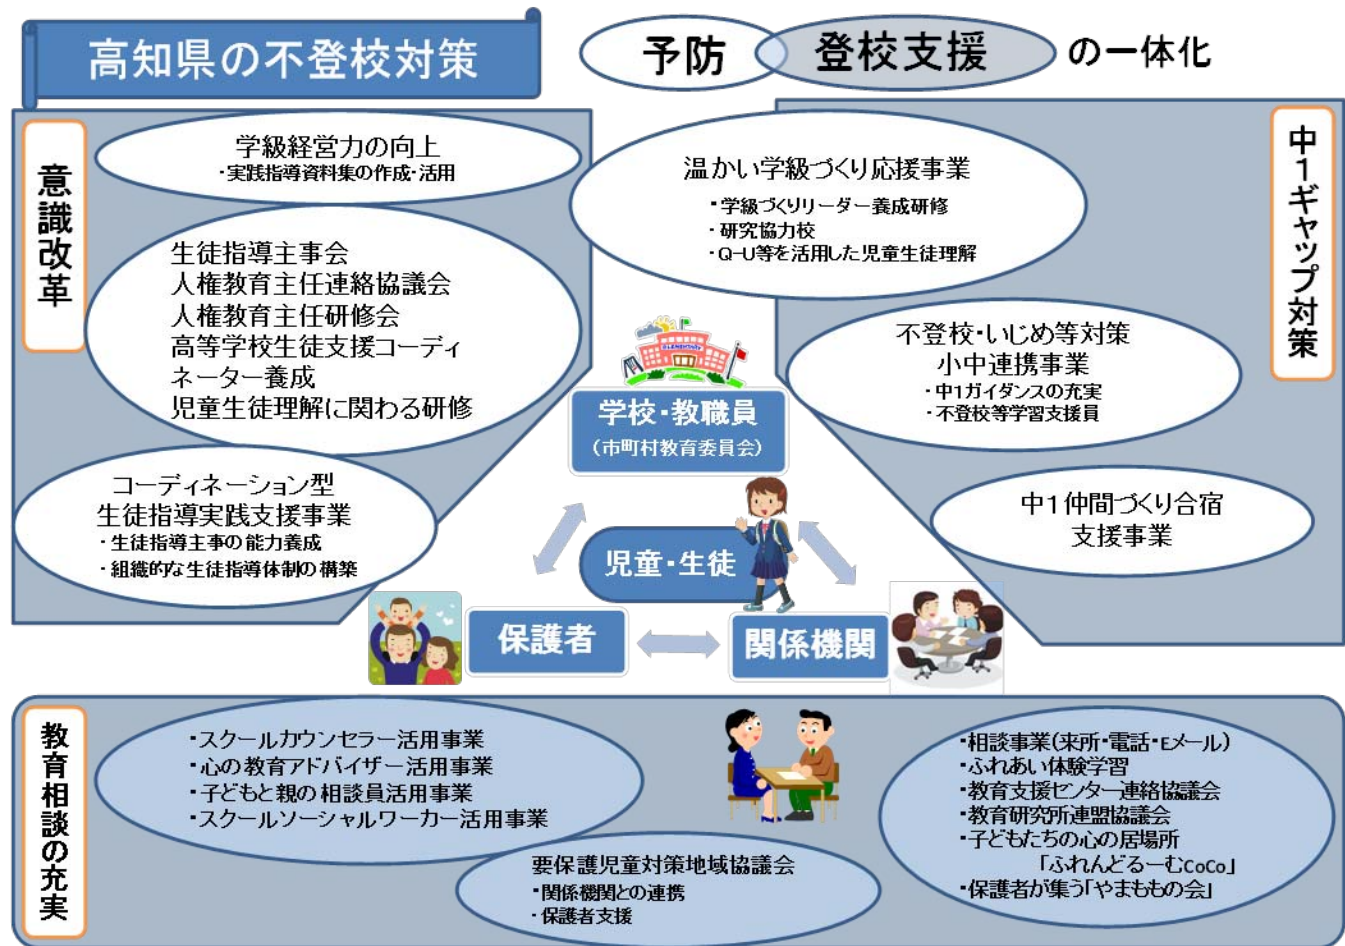 高知県の不登校対策
予防 登校支援 の一体化
意識改革
学級経営力の向上
・実践指導資料集の作成・活用
生徒指導主事会
人権教育主任連絡協議会
人権教育主任研修会
高等学校生徒支援コーディ
ネーター養成
児童生徒理解に関わる研修
コーディネーション型
生徒指導実践支援事業
・生徒指導主事の能力養成
・組織的な生徒指導体制の構築
中1ギャップ対策
温かい学級づくり応援事業
・学級づくりリーダー養成研修
・研究協力校
・Q-U等を活用した児童生徒理解
不登校・いじめ等対策
小中連携事業
・中1ガイダンスの充実
・不登校等学習支援員
中1仲間づくり合宿
支援事業
学校・教職員
(市町村教育委員会)
児童・生徒
保護者
関係機関
教育相談の充実
・スクールカウンセラー活用事業
・心の教育アドバイザー活用事業
・子どもと親の相談員活用事業
・スクールソーシャルワーカー活用事業
要保護児童対策地域協議会
・関係機関との連携
・保護者支援
・相談事業(来所・電話・Eメール)
・ふれあい体験学習
・教育支援センター連絡協議会
・教育研究所連盟協議会
・子どもたちの心の居場所
「ふれんどるーむCoCo」
・保護者が集う「やまももの会」